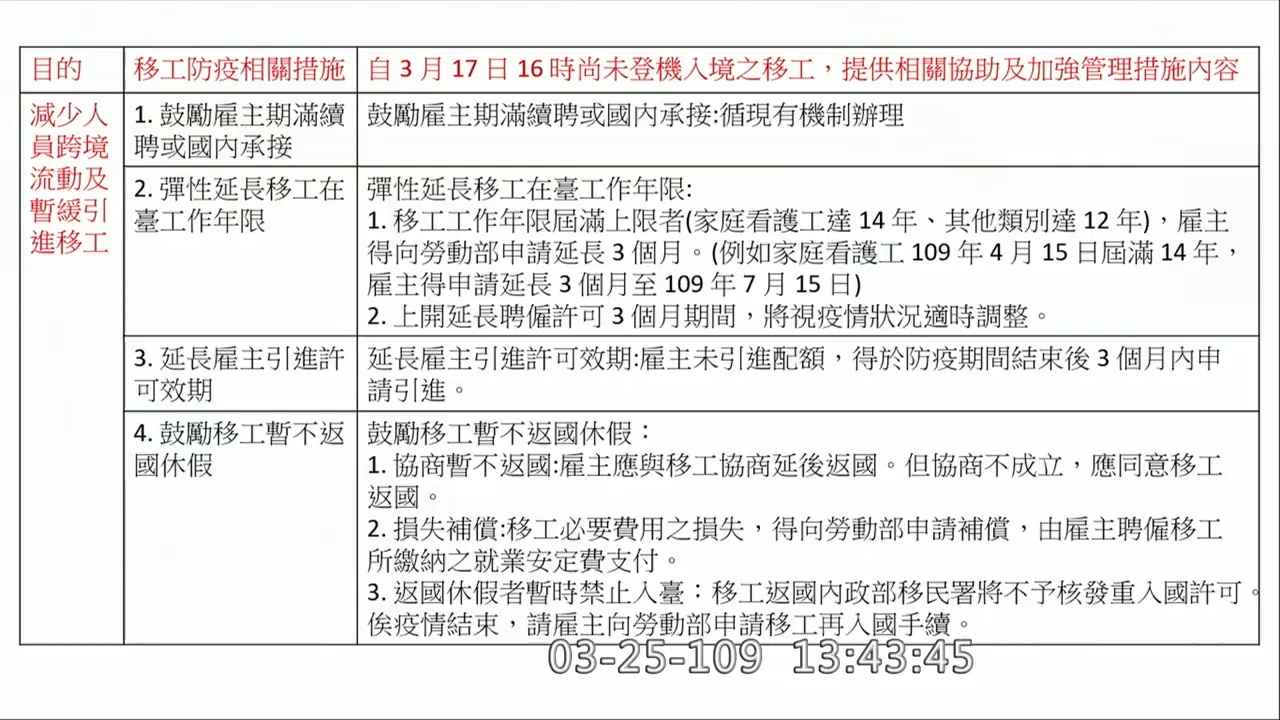 目的
移工防疫相關措施
自 3 月 17 日 16 時尚未登機入境之移工，提供相關協助及加強管理措施內容
減少人
員跨境
流動及
暫緩引
進移工
1. 鼓勵雇主期滿續
聘或國內承接
鼓勵雇主期滿續聘或國內承接:循現有機制辦理
2. 彈性延長移工在
臺工作年限
彈性延長移工在臺工作年限:
1. 移工工作年限屆滿上限者(家庭看護工達 14 年、其他類別達 12 年)，雇主
得向勞動部申請延長 3 個月。(例如家庭看護工 109 年 4 月 15 日屆滿 14 年，
雇主得申請延長 3 個月至 109 年 7 月 15 日)
2. 上開延長聘僱許可 3 個月期間，將視疫情狀況適時調整。
3. 延長雇主引進許
可效期
延長雇主引進許可效期:雇主未引進配額，得於防疫期間結束後 3 個月內申
請引進。
4. 鼓勵移工暫不返
國休假
鼓勵移工暫不返國休假：
1. 協商暫不返國:雇主應與移工協商延後返國。但協商不成立，應同意移工
返國。
2. 損失補償:移工必要費用之損失，得向勞動部申請補償，由雇主聘僱移工
所繳納之就業安定費支付。
3. 返國休假者暫時禁止入臺：移工返國內政部移民署將不予核發重入國許可。
俟疫情結束，請雇主向勞動部申請移工再入國手續。
03-25-109 13:43:45